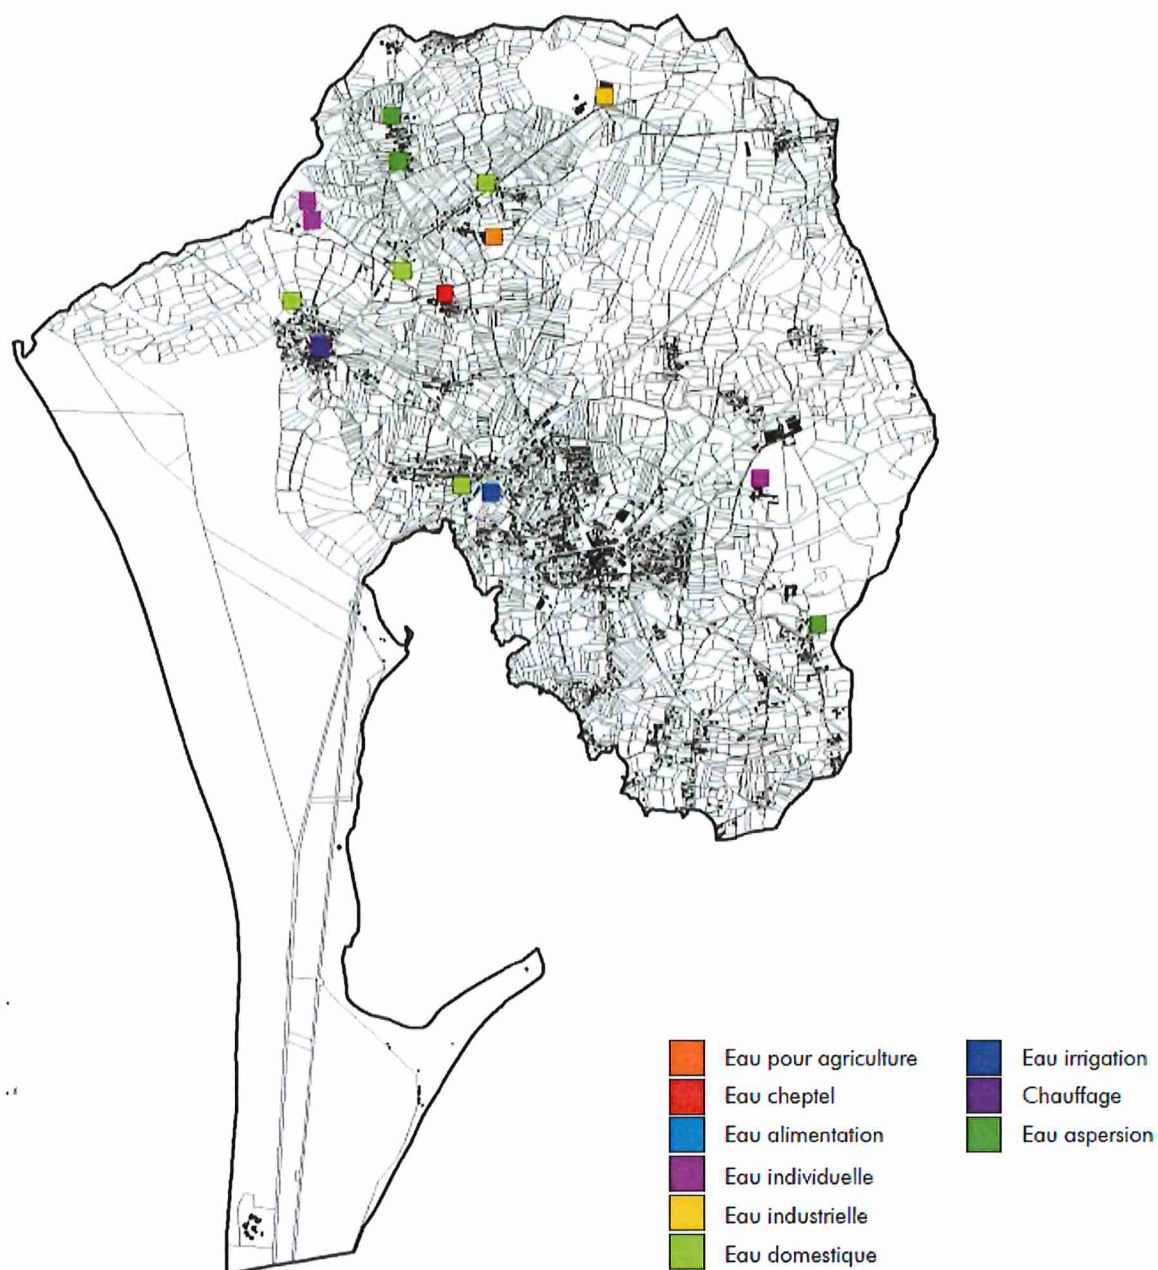 Eau pour agriculture
Eau cheptel
Eau alimentation
Eau individuelle
Eau industrielle
Eau domestique
Eau irrigation
Chauffage
Eau aspersion